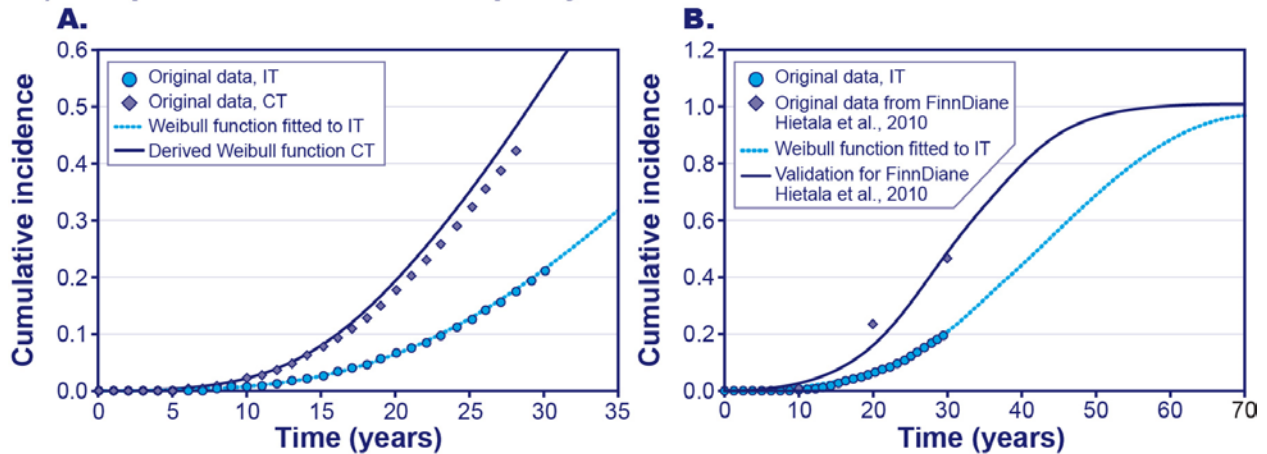 A.
0.6
0.5
0.4
0.3
0.2
0.1
0.0
Cumulative incidence
Original data, IT
Original data, CT
Weibull function fitted to IT
Derived Weibull function CT
0 5 10 15 20 25 30 35
Time (years)
B.
1.2
1.0
0.8
0.6
0.4
0.2
0.0
Cumulative incidence
Original data, IT
Original data from FinnDiane
Hietala et al., 2010
Weibull function fitted to IT
Validation for FinnDiane
Hietala et al., 2010
0 10 20 30 40 50 60 70
Time (years)